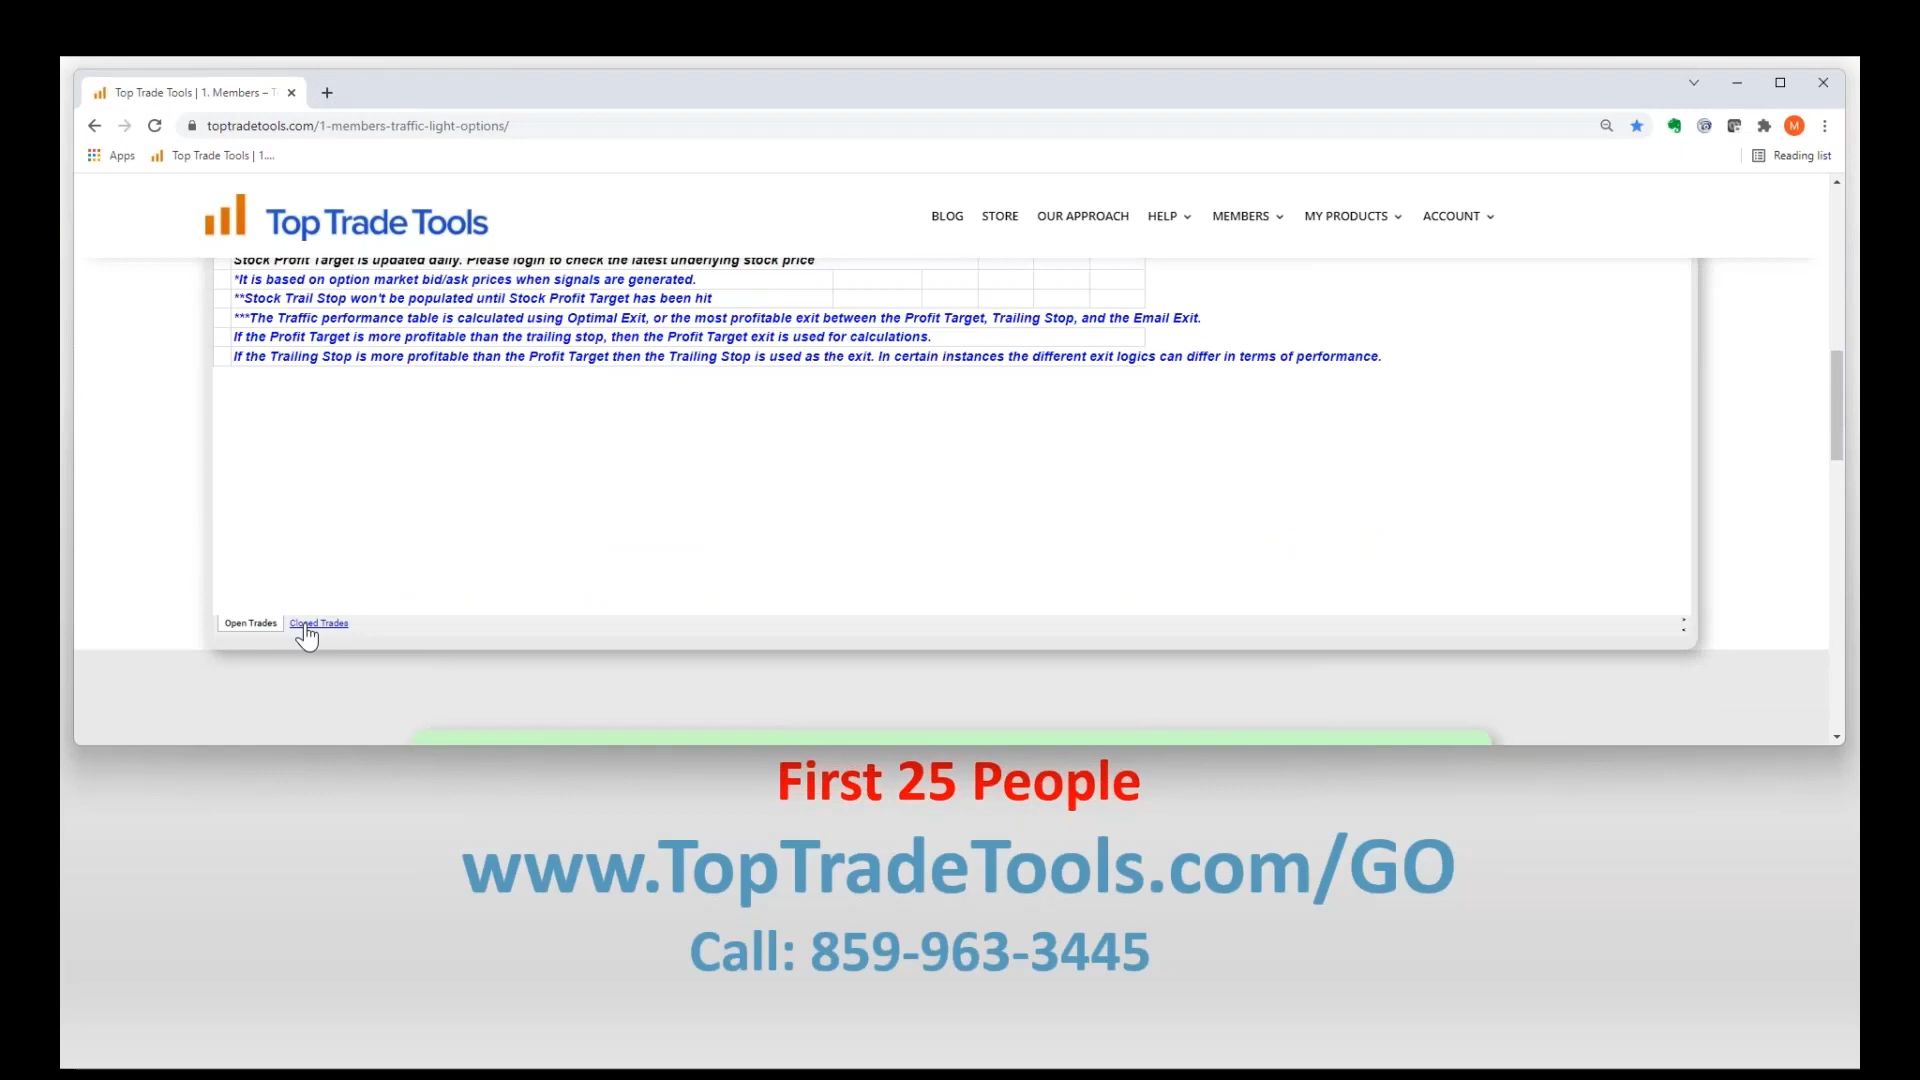 Top Trade Tools | 1. Members – T
toptradetools.com/1-members-traffic-light-options/
M
Apps
Top Trade Tools | 1....
Reading list
Top Trade Tools
BLOG STORE OUR APPROACH HELP MEMBERS MY PRODUCTS ACCOUNT
Stock Profit Target is updated daily. Please login to check the latest underlying stock price
*It is based on option market bid/ask prices when signals are generated.
**Stock Trail Stop won't be populated until Stock Profit Target has been hit
***The Traffic performance table is calculated using Optimal Exit, or the most profitable exit between the Profit Target, Trailing Stop, and the Email Exit.
If the Profit Target is more profitable than the trailing stop, then the Profit Target exit is used for calculations.
If the Trailing Stop is more profitable than the Profit Target then the Trailing Stop is used as the exit. In certain instances the different exit logics can differ in terms of performance.
Open Trades Closed Trades
First 25 People
www.TopTradeTools.com/GO
Call: 859-963-3445